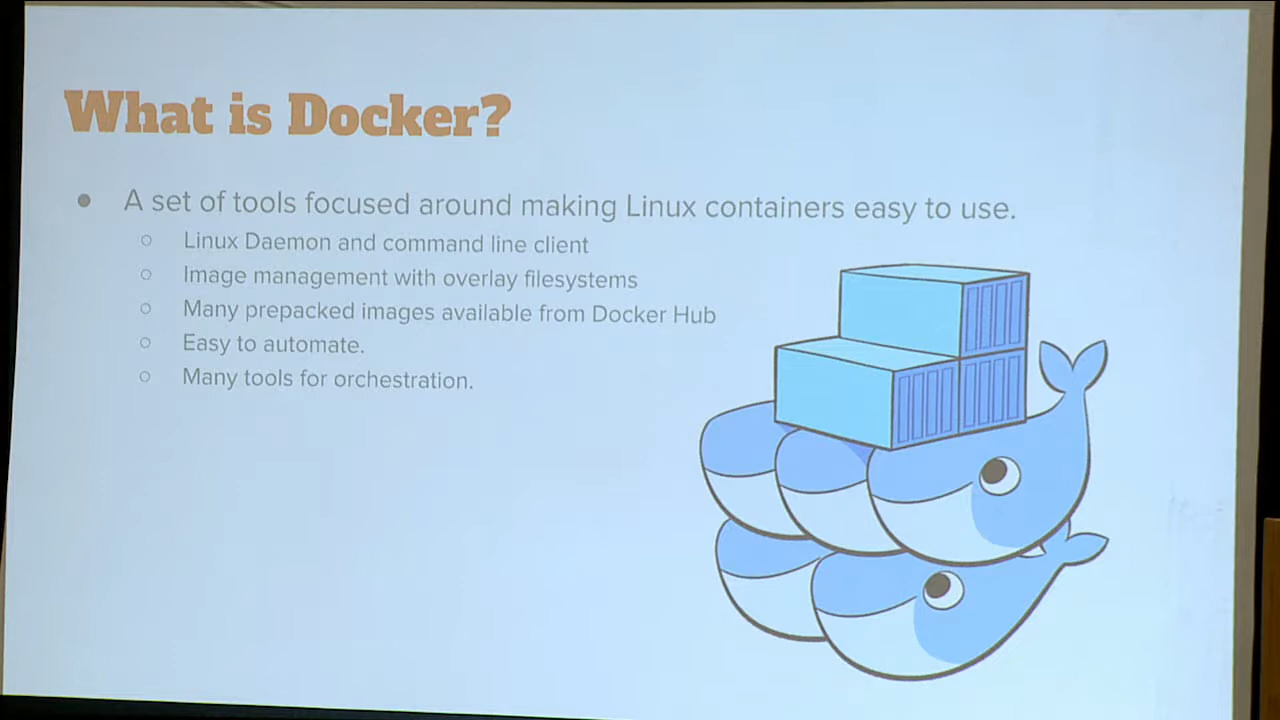 What is Docker?
● A set of tools focused around making Linux containers easy to use.
○ Linux Daemon and command line client
○ Image management with overlay filesystems
○ Many prepacked images available from Docker Hub
○ Easy to automate.
○ Many tools for orchestration.